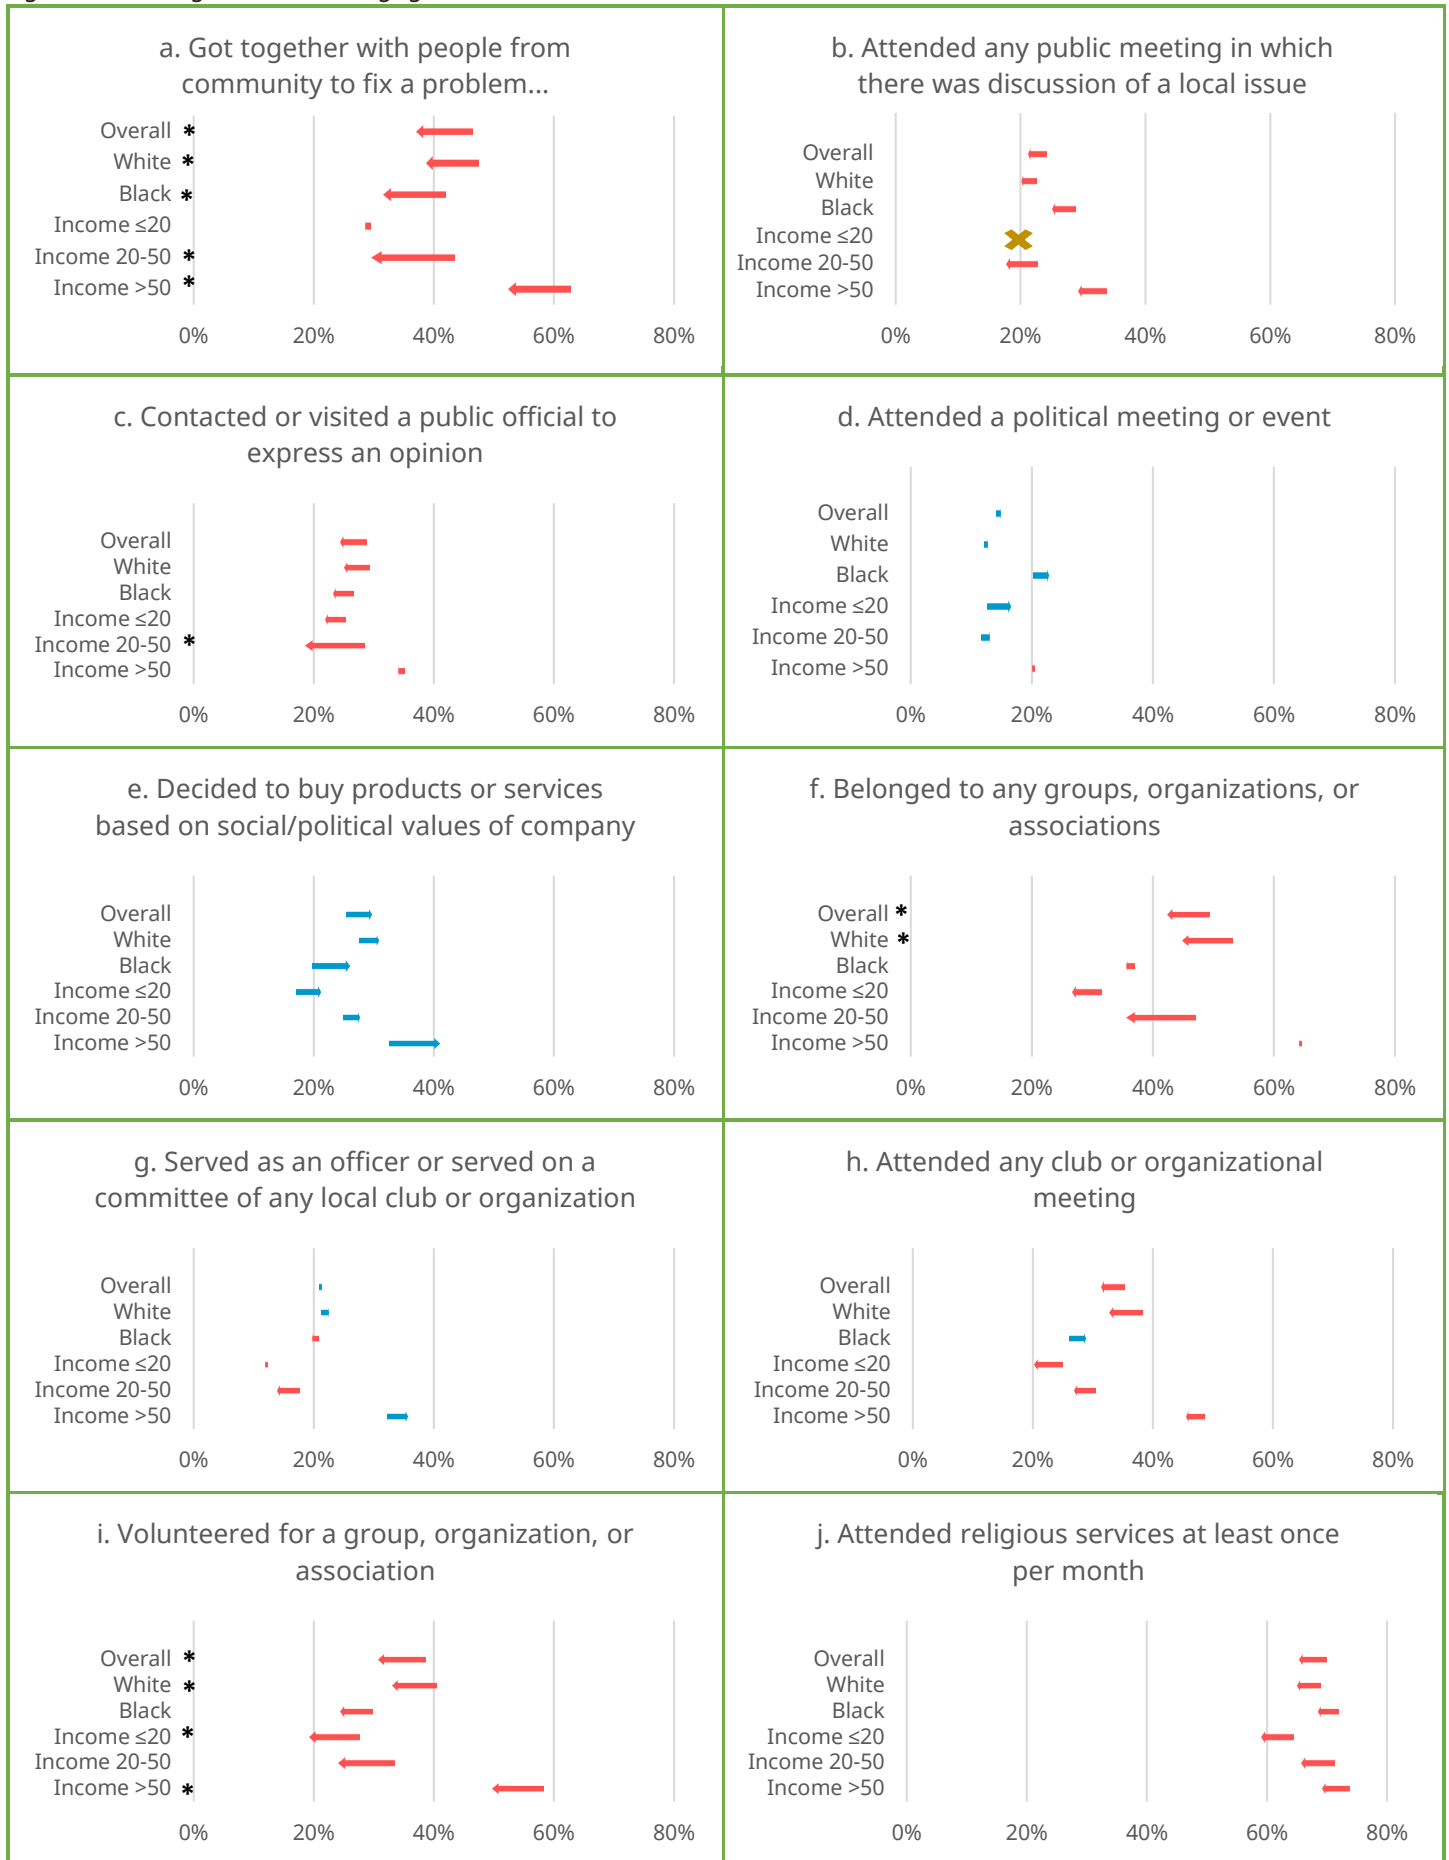 a. Got together with people from
community to fix a problem...
Overall *
White *
Black *
Income ≤20
Income 20-50 *
Income >50 *
0% 20% 40% 60% 80%
b. Attended any public meeting in which
there was discussion of a local issue
Overall
White
Black
Income ≤20
Income 20-50
Income >50
0% 20% 40% 60% 80%
c. Contacted or visited a public official to
express an opinion
Overall
White
Black
Income ≤20
Income 20-50 *
Income >50
0% 20% 40% 60% 80%
d. Attended a political meeting or event
Overall
White
Black
Income ≤20
Income 20-50
Income >50
0% 20% 40% 60% 80%
e. Decided to buy products or services
based on social/political values of company
Overall
White
Black
Income ≤20
Income 20-50
Income >50
0% 20% 40% 60% 80%
f. Belonged to any groups, organizations, or
associations
Overall *
White *
Black
Income ≤20
Income 20-50
Income >50
0% 20% 40% 60% 80%
g. Served as an officer or served on a
committee of any local club or organization
Overall
White
Black
Income ≤20
Income 20-50
Income >50
0% 20% 40% 60% 80%
h. Attended any club or organizational
meeting
Overall
White
Black
Income ≤20
Income 20-50
Income >50
0% 20% 40% 60% 80%
i. Volunteered for a group, organization, or
association
Overall *
White *
Black
Income ≤20 *
Income 20-50
Income >50 *
0% 20% 40% 60% 80%
j. Attended religious services at least once
per month
Overall
White
Black
Income ≤20
Income 20-50
Income >50
0% 20% 40% 60% 80%